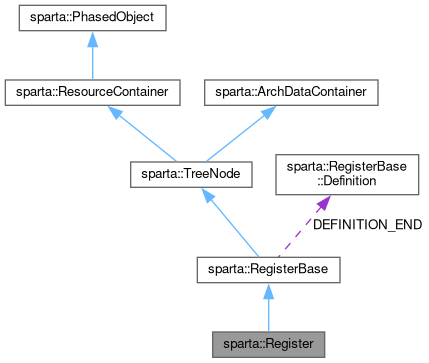 sparta::PhasedObject
sparta::ResourceContainer
sparta::ArchDataContainer
sparta::TreeNode
sparta::RegisterBase
::Definition
DEFINITION_END
sparta::RegisterBase
sparta::Register